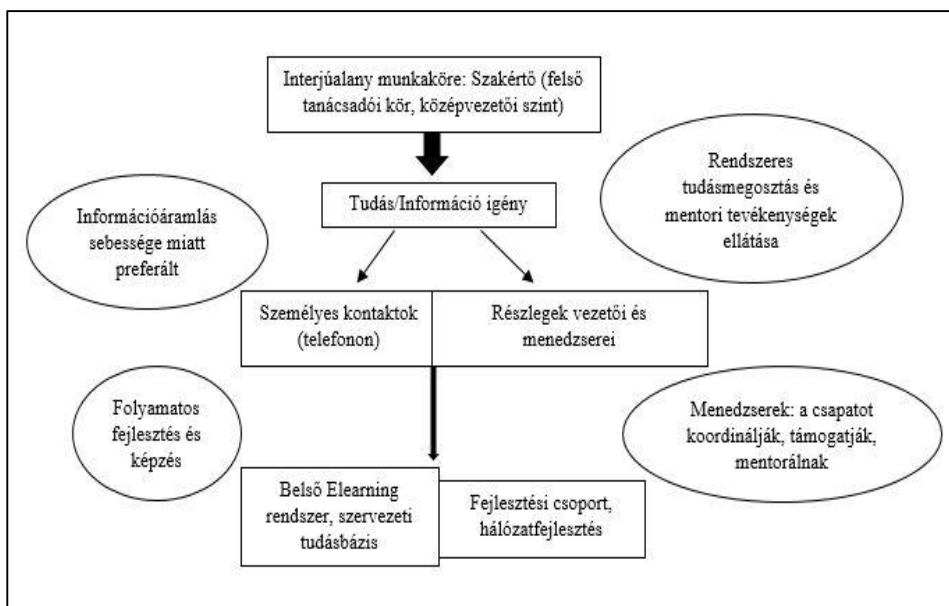 Interjúalany munkaköre: Szakértő (felső
tanácsadói kör, középvezetői szint)
Rendszeres
tudásmegosztás és
mentori tevékenységek
ellátása
Tudás/Információ igény
Információáramlás
sebessége miatt
preferált
Személyes kontaktok
(telefonon)
Részlegek vezetői és
menedzserei
Folyamatos
fejlesztés és
képzés
Menedzserek: a csapatot
koordinálják, támogatják,
mentorálnak
Belső Elearning
rendszer, szervezeti
tudásbázis
Fejlesztési csoport,
hálózatfejlesztés